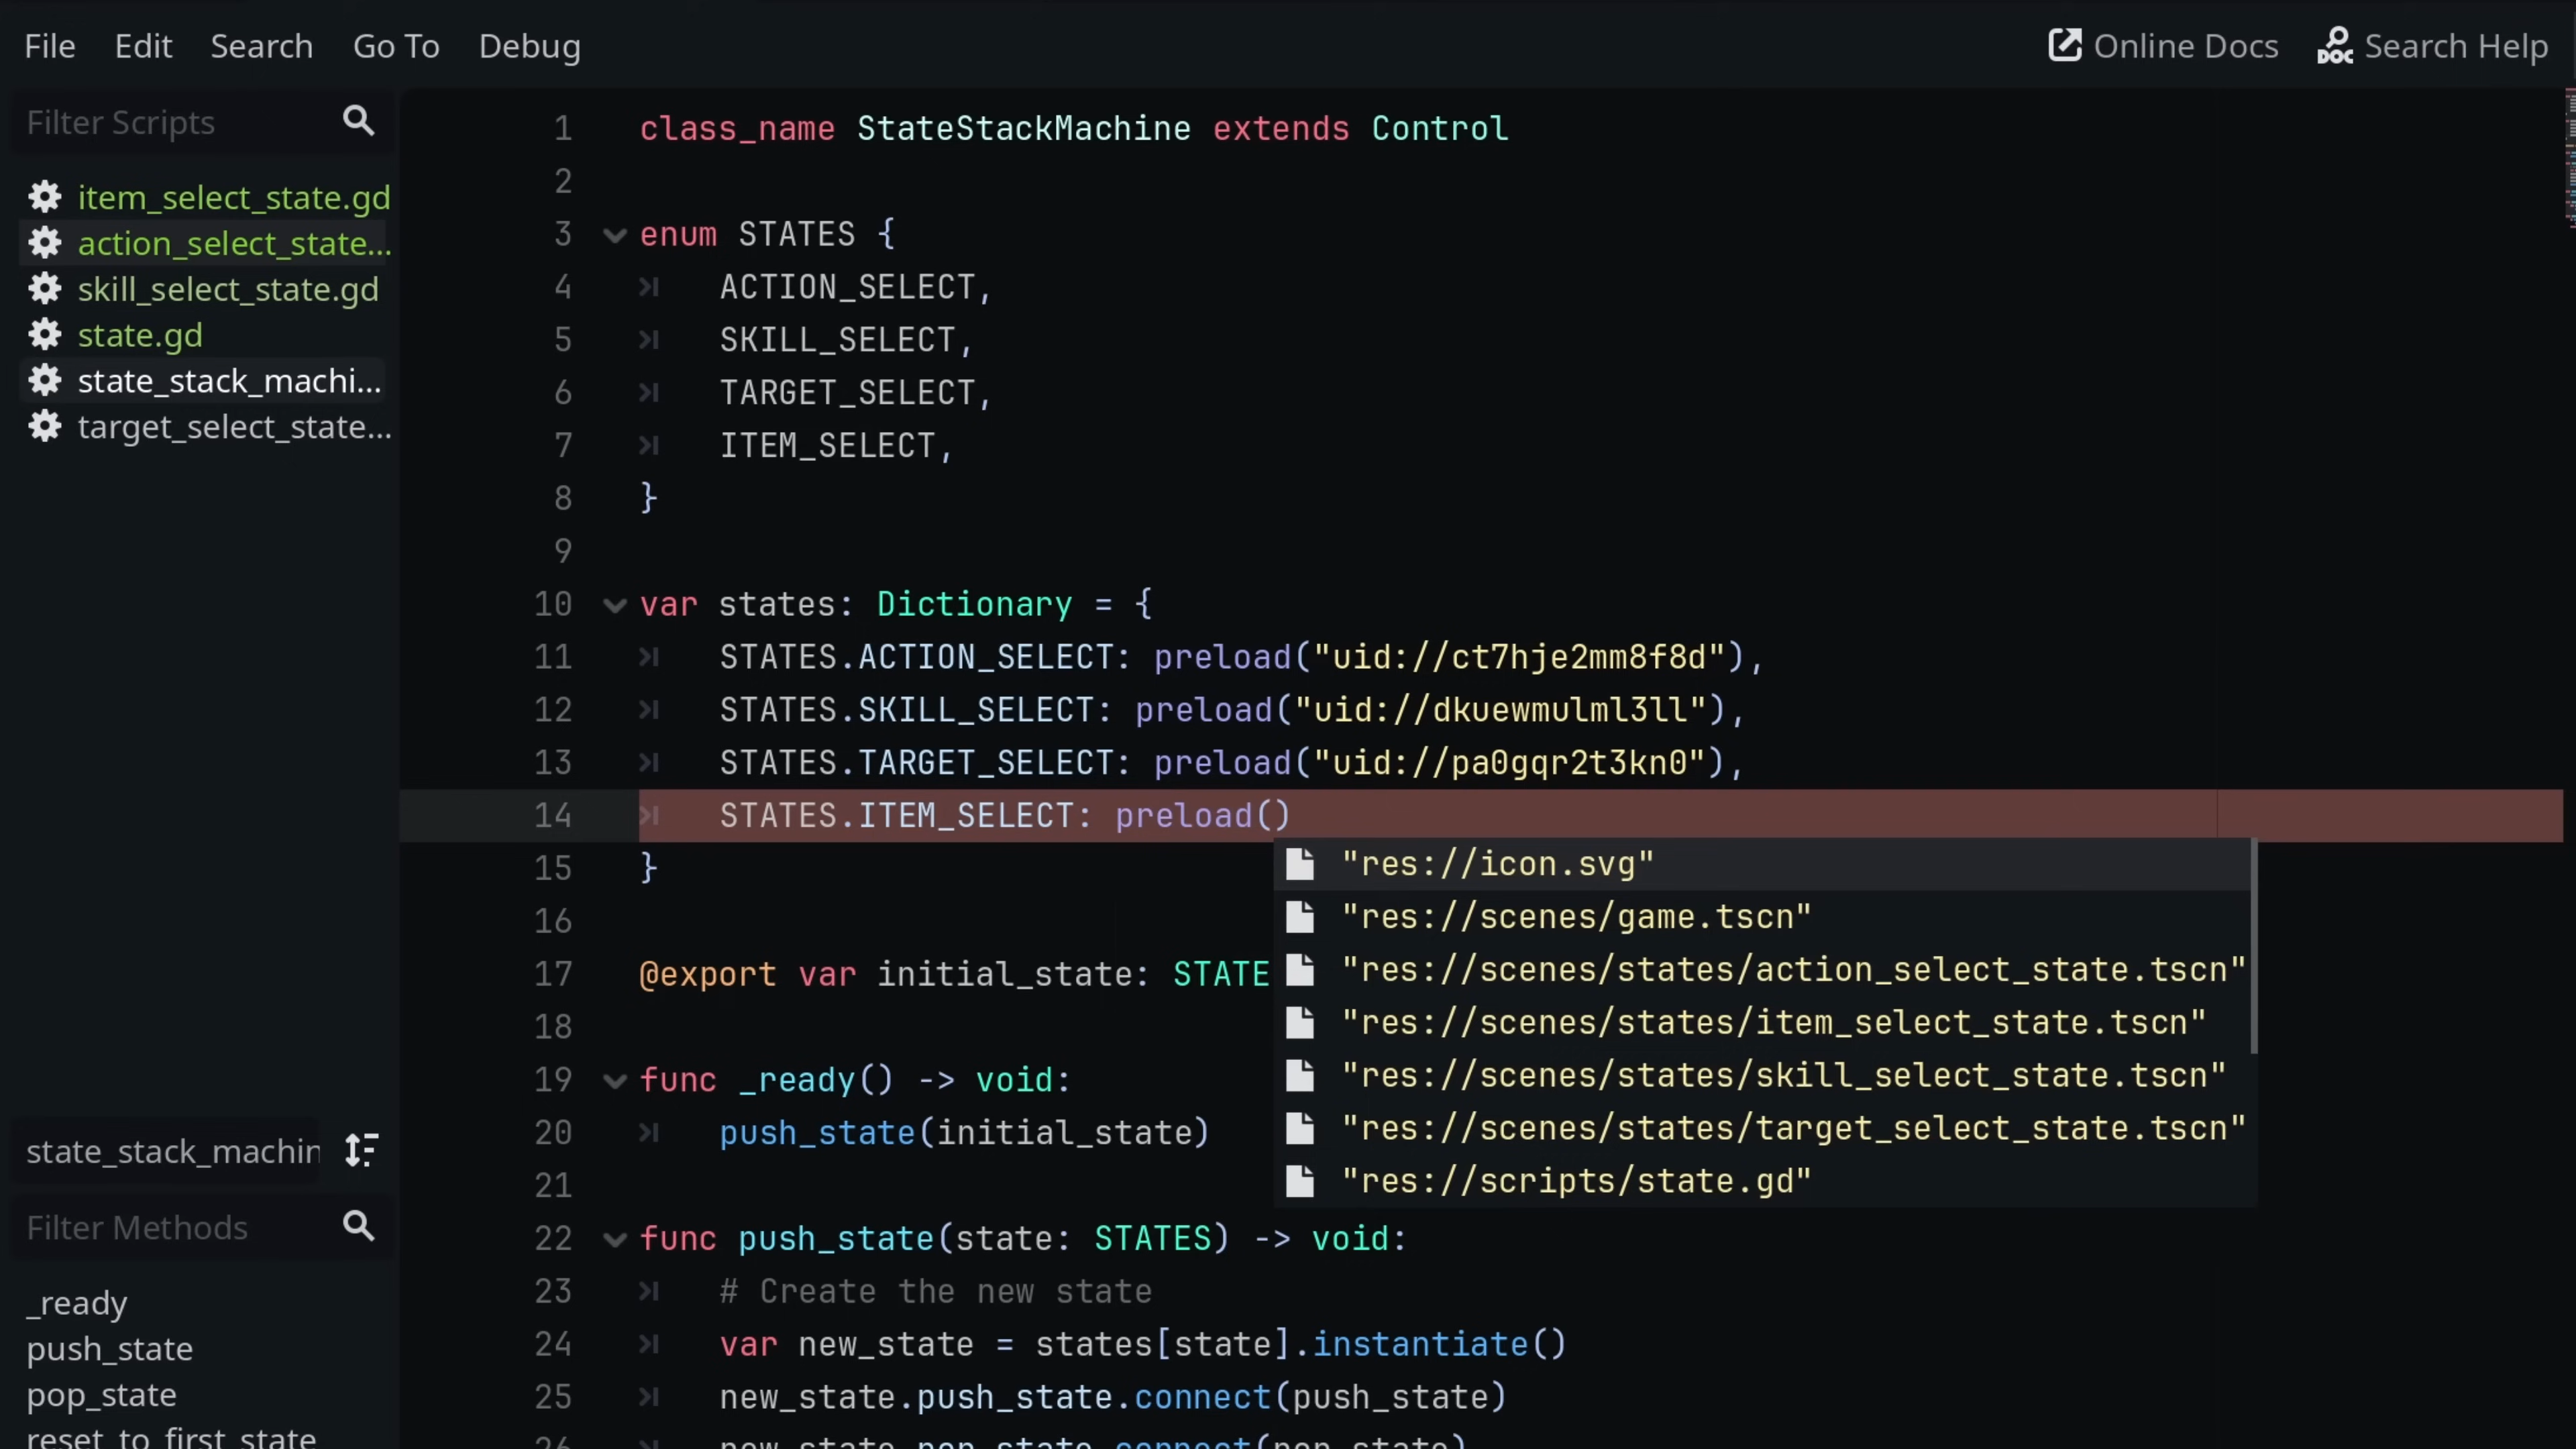 File Edit Search Go To Debug Online Docs Search Help
Filter Scripts
item_select_state.gd
action_select_state...
skill_select_state.gd
state.gd
state_stack_machi...
target_select_state...
state_stack_machin
Filter Methods
_ready
push_state
pop_state
reset_to_first_state
1 class_name StateStackMachine extends Control
2
3 enum STATES {
4 ACTION_SELECT,
5 SKILL_SELECT,
6 TARGET_SELECT,
7 ITEM_SELECT,
8 }
9
10 var states: Dictionary = {
11 STATES.ACTION_SELECT: preload("uid://ct7hje2mm8f8d"),
12 STATES.SKILL_SELECT: preload("uid://dkuewmulml3ll"),
13 STATES.TARGET_SELECT: preload("uid://pa0gqr2t3kn0"),
14 STATES.ITEM_SELECT: preload()
15 }
16
17 @export var initial_state: STATE
18
19 func _ready() -> void:
20 push_state(initial_state)
21
22 func push_state(state: STATES) -> void:
23 # Create the new state
24 var new_state = states[state].instantiate()
25 new_state.push_state.connect(push_state)
26 new_state.pop_state.connect(pop_state)
"res://icon.svg"
"res://scenes/game.tscn"
"res://scenes/states/action_select_state.tscn"
"res://scenes/states/item_select_state.tscn"
"res://scenes/states/skill_select_state.tscn"
"res://scenes/states/target_select_state.tscn"
"res://scripts/state.gd"